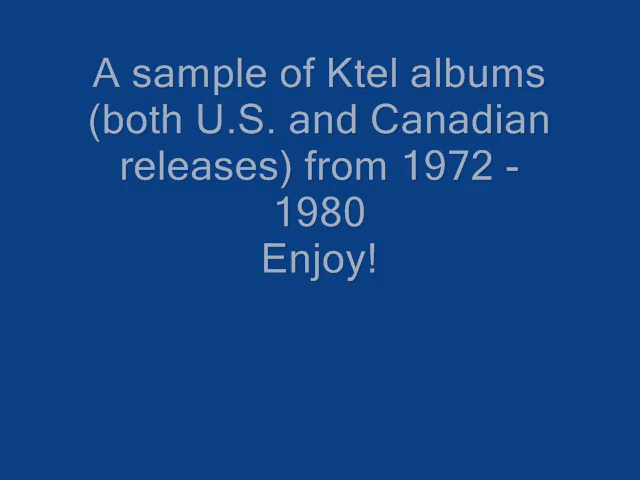 A sample of Ktel albums
(both U.S. and Canadian
releases) from 1972 -
1980
Enjoy!